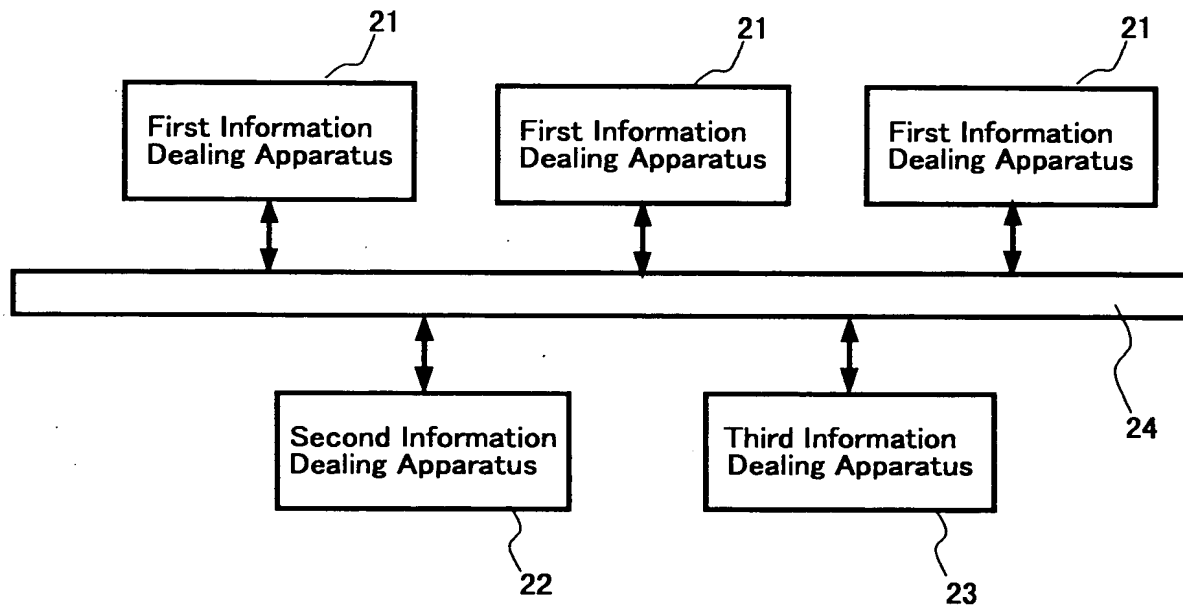 21
21
21
First Information
Dealing Apparatus
First Information
Dealing Apparatus
First Information
Dealing Apparatus
24
Second Information
Dealing Apparatus
Third Information
Dealing Apparatus
22
23